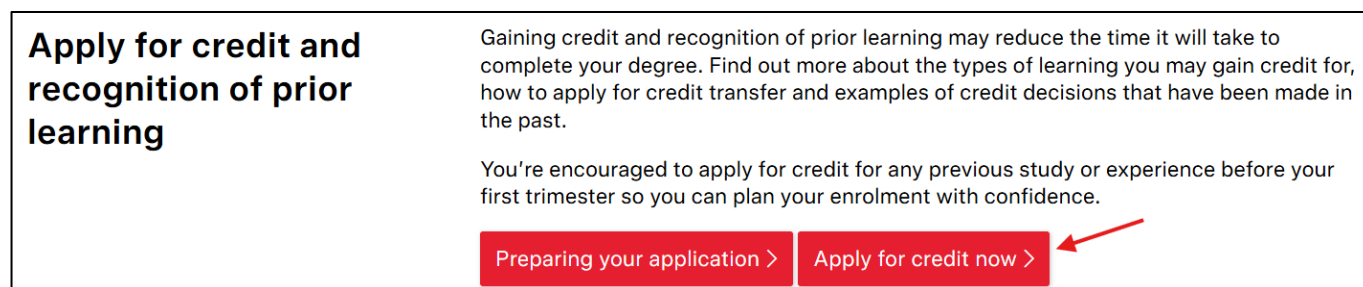 Apply for credit and
recognition of prior
learning
Gaining credit and recognition of prior learning may reduce the time it will take to
complete your degree. Find out more about the types of learning you may gain credit for,
how to apply for credit transfer and examples of credit decisions that have been made in
the past.
You’re encouraged to apply for credit for any previous study or experience before your
first trimester so you can plan your enrolment with confidence.
Preparing your application >
Apply for credit now >